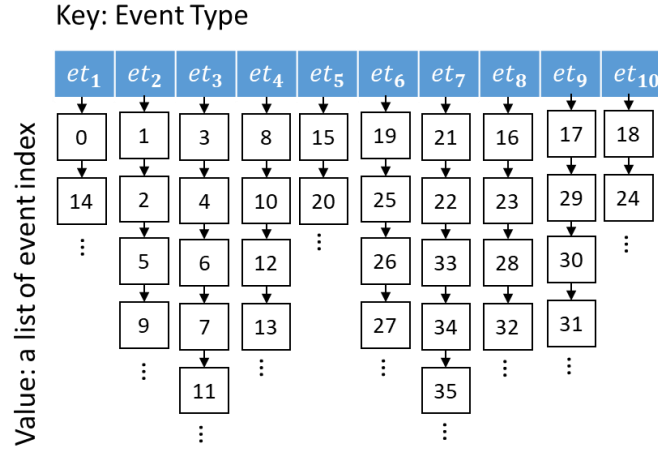 Key: Event Type
et₁ et₂ et₃ et₄ et₅ et₆ et₇ et₈ et₉ et₁₀
0 1 3 8 15 19 21 16 17 18
14 2 4 10 20 25 22 23 29 24
⋮ 5 6 12 ⋮ 26 33 28 30 ⋮
9 7 13 27 34 32 31
⋮ 11 ⋮ ⋮ 35 ⋮ ⋮
⋮ ⋮
Value: a list of event index